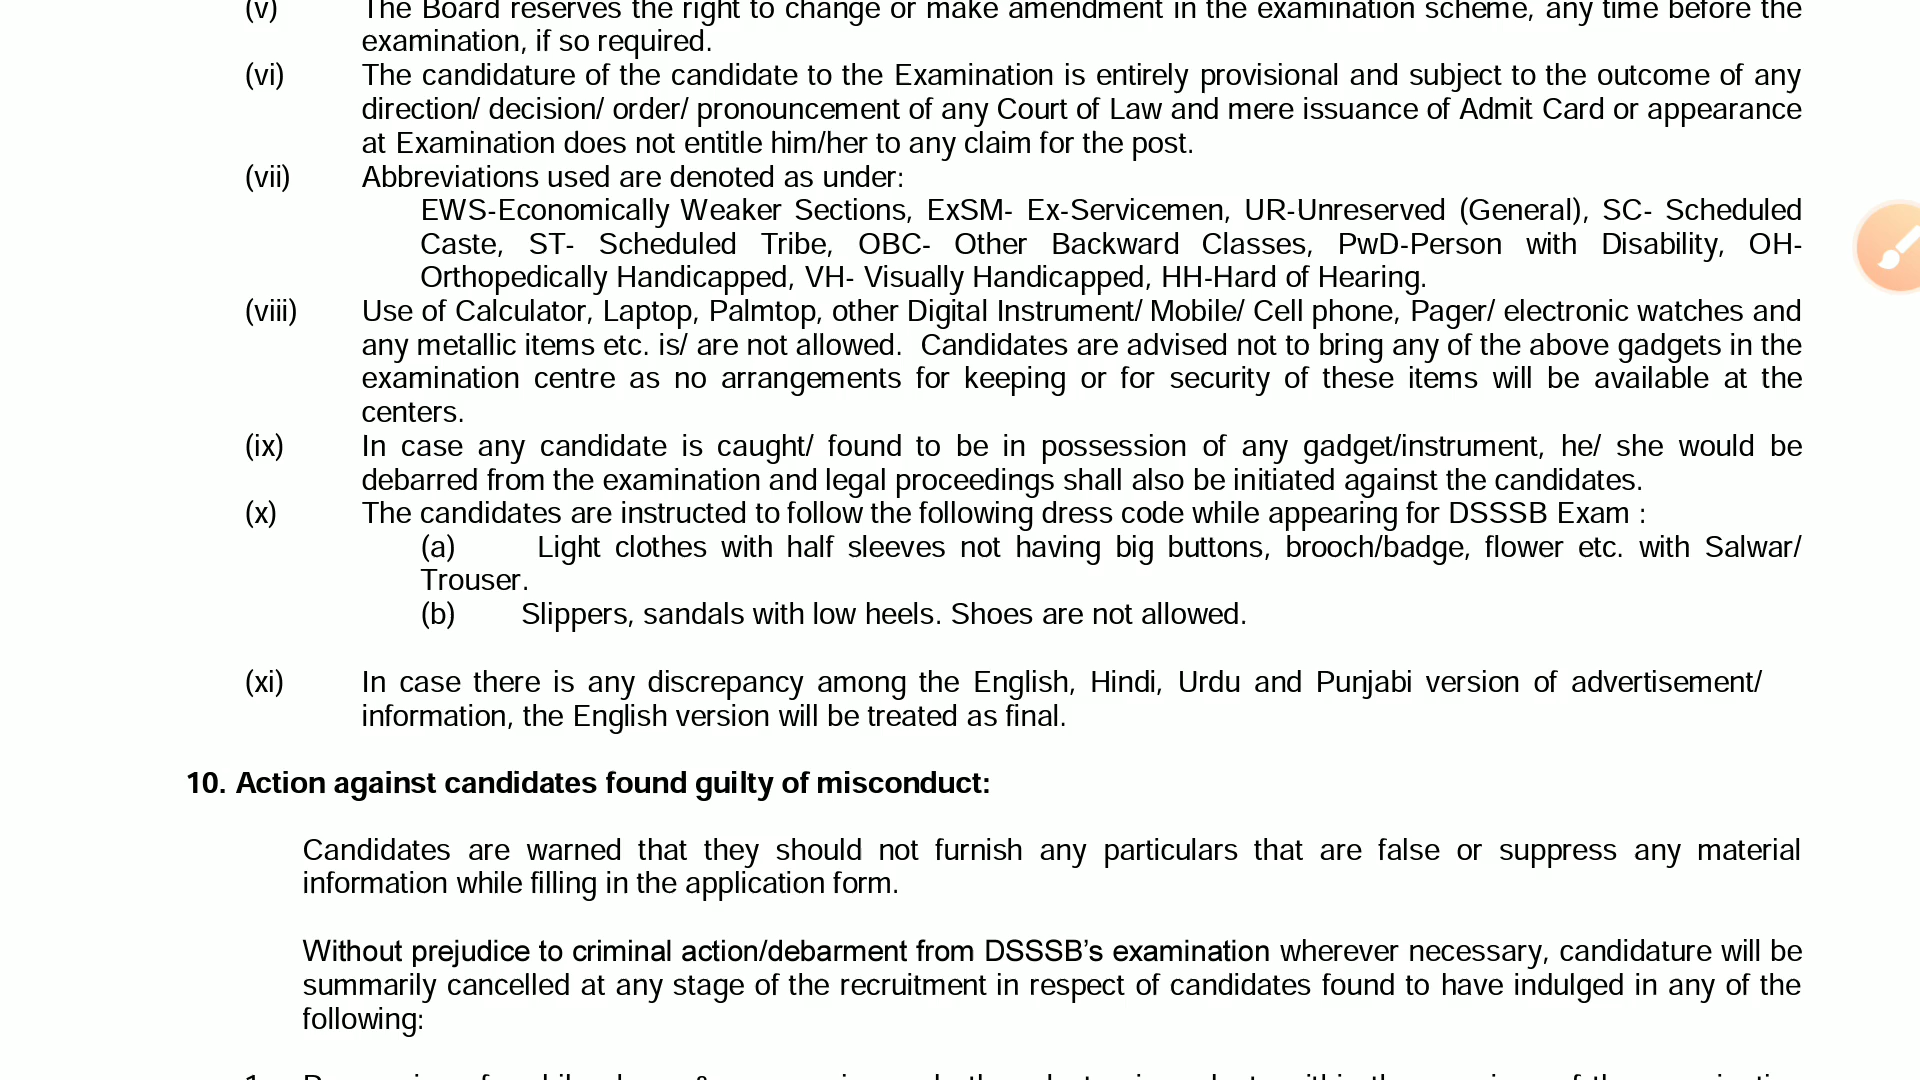 (v) The Board reserves the right to change or make amendment in the examination scheme, any time before the
examination, if so required.
(vi) The candidature of the candidate to the Examination is entirely provisional and subject to the outcome of any
direction/ decision/ order/ pronouncement of any Court of Law and mere issuance of Admit Card or appearance
at Examination does not entitle him/her to any claim for the post.
(vii) Abbreviations used are denoted as under:
EWS-Economically Weaker Sections, ExSM- Ex-Servicemen, UR-Unreserved (General), SC- Scheduled
Caste, ST- Scheduled Tribe, OBC- Other Backward Classes, PwD-Person with Disability, OH-
Orthopedically Handicapped, VH- Visually Handicapped, HH-Hard of Hearing.
(viii) Use of Calculator, Laptop, Palmtop, other Digital Instrument/ Mobile/ Cell phone, Pager/ electronic watches and
any metallic items etc. is/ are not allowed. Candidates are advised not to bring any of the above gadgets in the
examination centre as no arrangements for keeping or for security of these items will be available at the
centers.
(ix) In case any candidate is caught/ found to be in possession of any gadget/instrument, he/ she would be
debarred from the examination and legal proceedings shall also be initiated against the candidates.
(x) The candidates are instructed to follow the following dress code while appearing for DSSSB Exam :
(a) Light clothes with half sleeves not having big buttons, brooch/badge, flower etc. with Salwar/
Trouser.
(b) Slippers, sandals with low heels. Shoes are not allowed.
(xi) In case there is any discrepancy among the English, Hindi, Urdu and Punjabi version of advertisement/
information, the English version will be treated as final.
10. Action against candidates found guilty of misconduct:
Candidates are warned that they should not furnish any particulars that are false or suppress any material
information while filling in the application form.
Without prejudice to criminal action/debarment from DSSSB’s examination wherever necessary, candidature will be
summarily cancelled at any stage of the recruitment in respect of candidates found to have indulged in any of the
following: